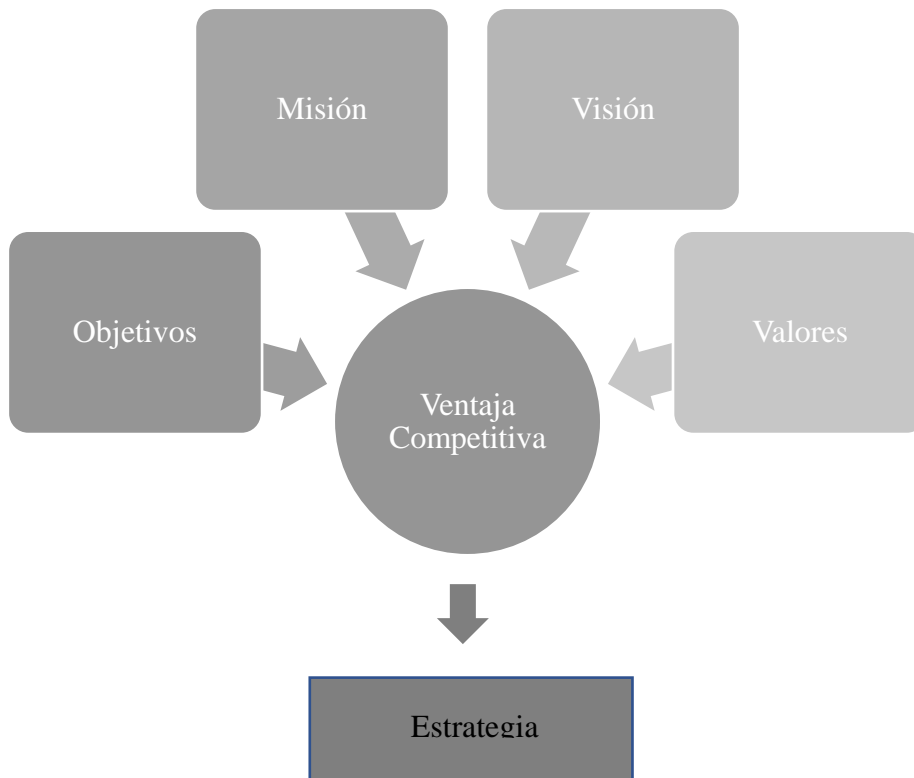 Misión
Visión
Objetivos
Valores
Ventaja
Competitiva
Estrategia